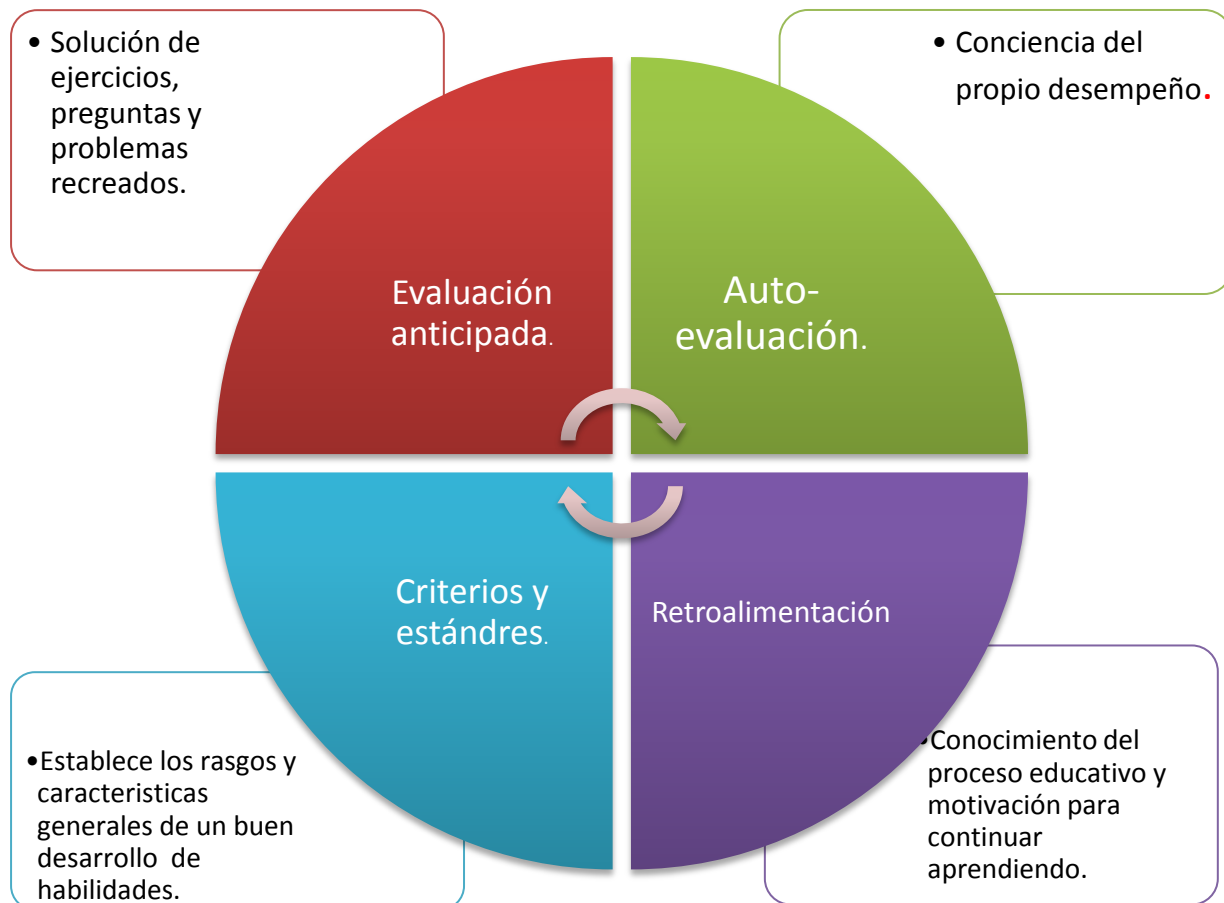 • Solución de
ejercicios,
preguntas y
problemas
recreados.
• Conciencia del
propio desempeño.
Evaluación
anticipada.
Auto-
evaluación.
Criterios y
estándres.
Retroalimentación
•Establece los rasgos y
caracteristicas
generales de un buen
desarrollo de
habilidades.
•Conocimiento del
proceso educativo y
motivación para
continuar
aprendiendo.